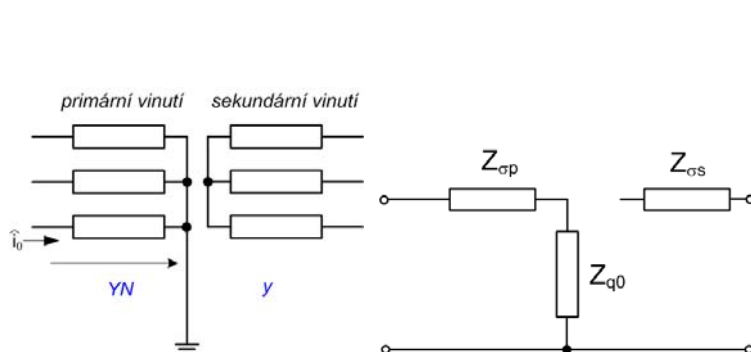 primární vinutí sekundární vinutí
î₀
YN y
Zσp
Zσs
Zq0